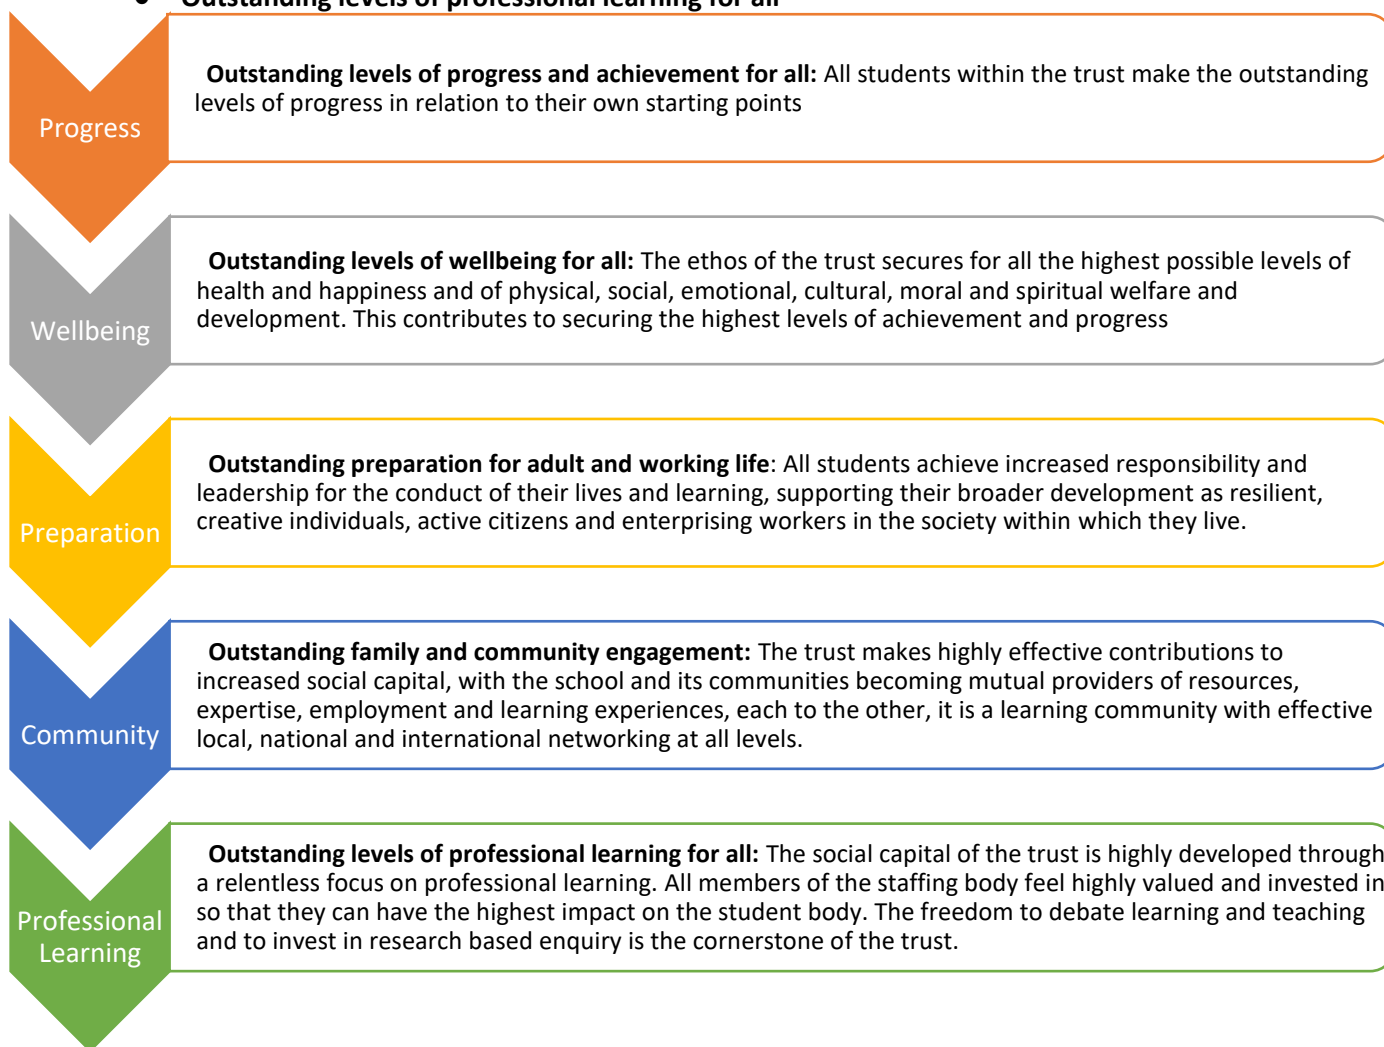 • Outstanding levels of professional learning for all
Progress
Outstanding levels of progress and achievement for all: All students within the trust make the outstanding
levels of progress in relation to their own starting points
Wellbeing
Outstanding levels of wellbeing for all: The ethos of the trust secures for all the highest possible levels of
health and happiness and of physical, social, emotional, cultural, moral and spiritual welfare and
development. This contributes to securing the highest levels of achievement and progress
Preparation
Outstanding preparation for adult and working life: All students achieve increased responsibility and
leadership for the conduct of their lives and learning, supporting their broader development as resilient,
creative individuals, active citizens and enterprising workers in the society within which they live.
Community
Outstanding family and community engagement: The trust makes highly effective contributions to
increased social capital, with the school and its communities becoming mutual providers of resources,
expertise, employment and learning experiences, each to the other, it is a learning community with effective
local, national and international networking at all levels.
Professional
Learning
Outstanding levels of professional learning for all: The social capital of the trust is highly developed through
a relentless focus on professional learning. All members of the staffing body feel highly valued and invested in
so that they can have the highest impact on the student body. The freedom to debate learning and teaching
and to invest in research based enquiry is the cornerstone of the trust.